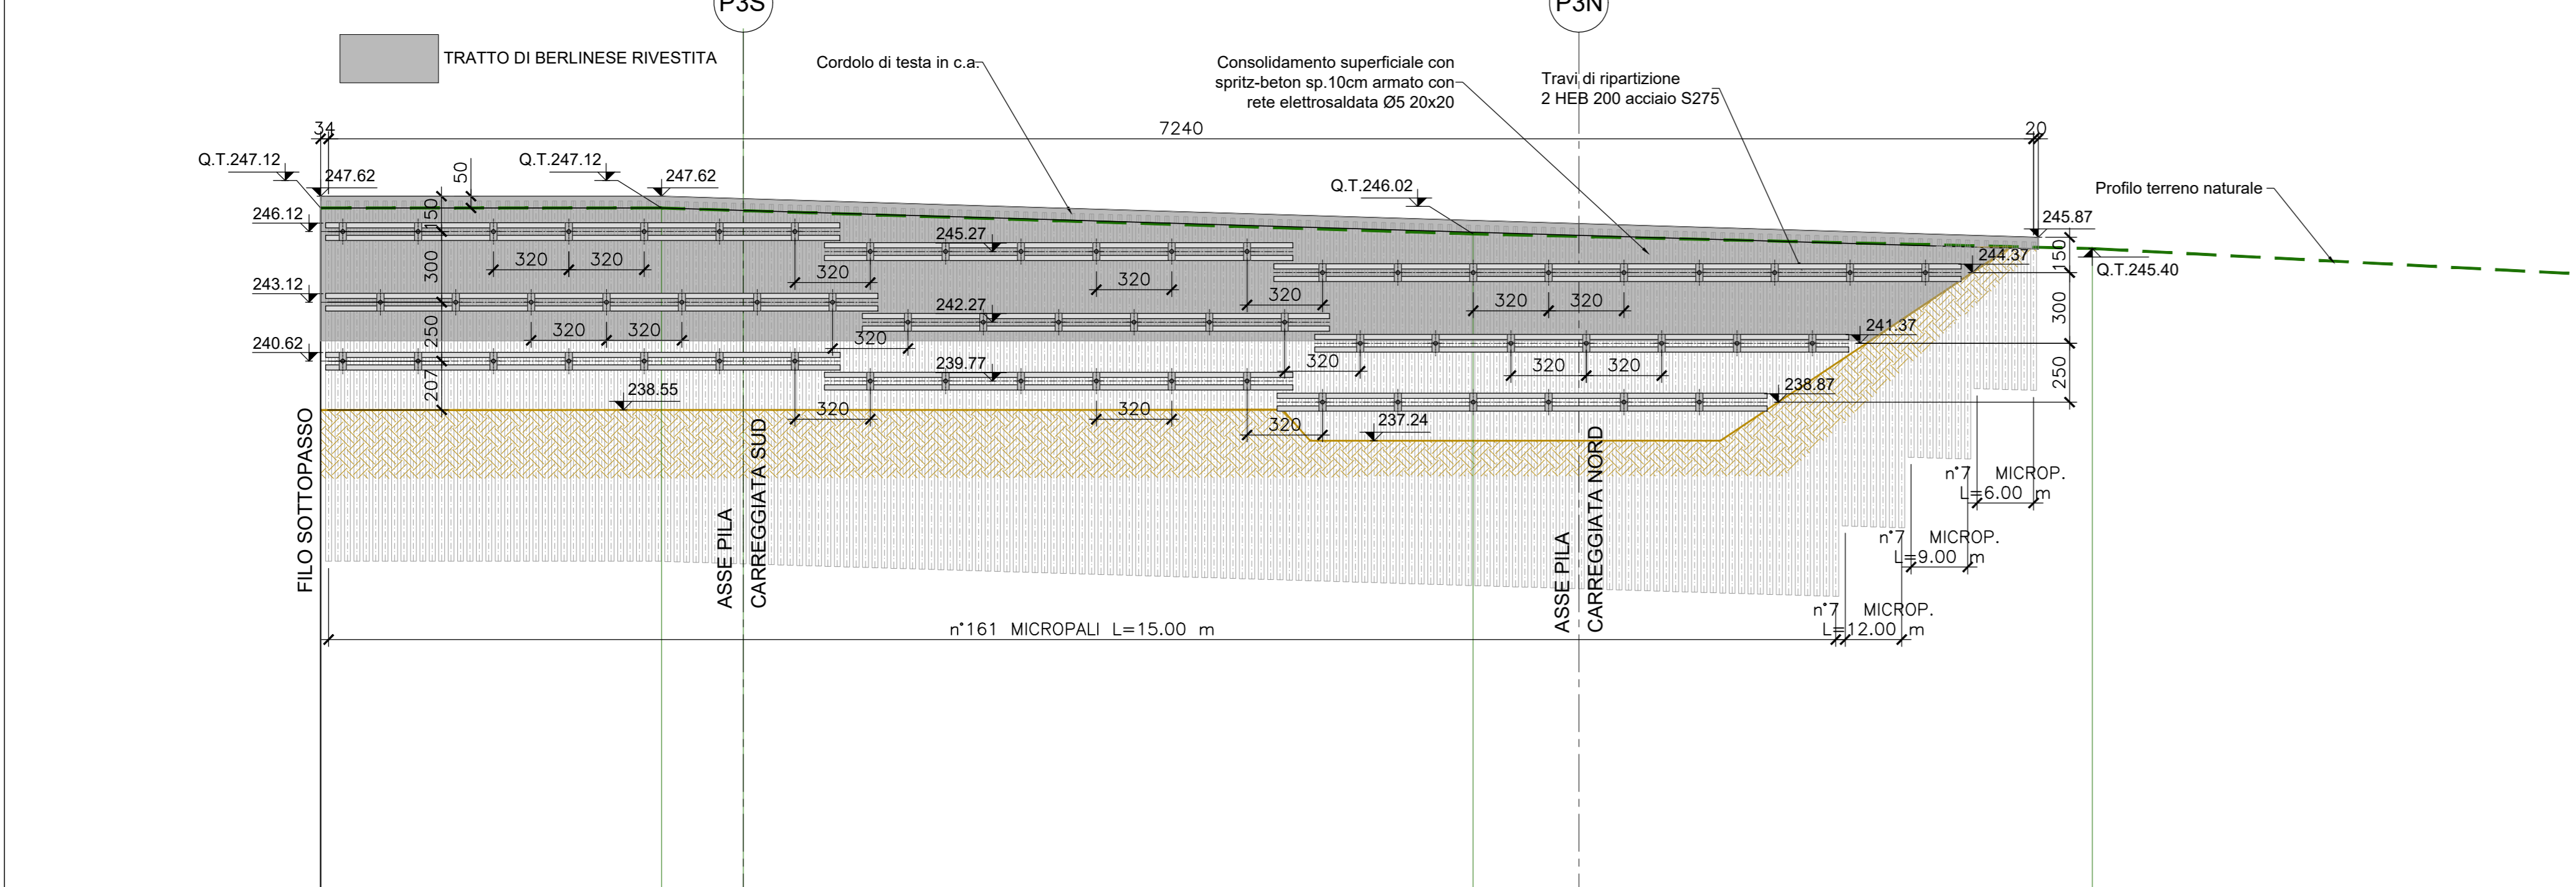 P3S
P3N
TRATTO DI BERLINESE RIVESTITA
Cordolo di testa in c.a.
Consolidamento superficiale con
spritz-beton sp.10cm armato con
rete elettrosaldata Ø5 20x20
Travi di ripartizione
2 HEB 200 acciaio S275
34
7240
20
Q.T.247.12
247.62
50
Q.T.247.12
247.62
Q.T.246.02
Profilo terreno naturale
246.12
150
245.27
245.87
150
244.37
Q.T.245.40
300
320
320
320
320
320
320
320
243.12
242.27
300
241.37
250
320
320
320
320
320
320
240.62
239.77
250
207
238.55
238.87
320
320
320
237.24
FILO SOTTOPASSO
ASSE PILA
CARREGGIATA SUD
ASSE PILA
CARREGGIATA NORD
n°7 MICROP.
L=6.00 m
n°7 MICROP.
L=9.00 m
n°7 MICROP.
L=12.00 m
n°161 MICROPALI L=15.00 m